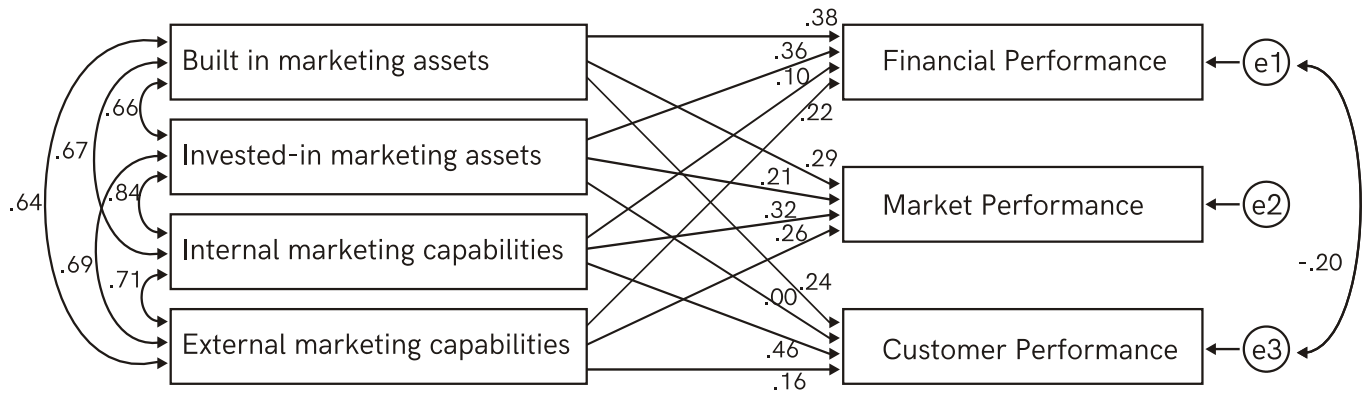 .38
Built in marketing assets
Financial Performance
e1
.36
.10
.66
.22
.67
Invested-in marketing assets
.29
.21
.84
.64
Market Performance
e2
.32
.26
Internal marketing capabilities
.69
.71
-.20
.24
.00
External marketing capabilities
Customer Performance
e3
.46
.16